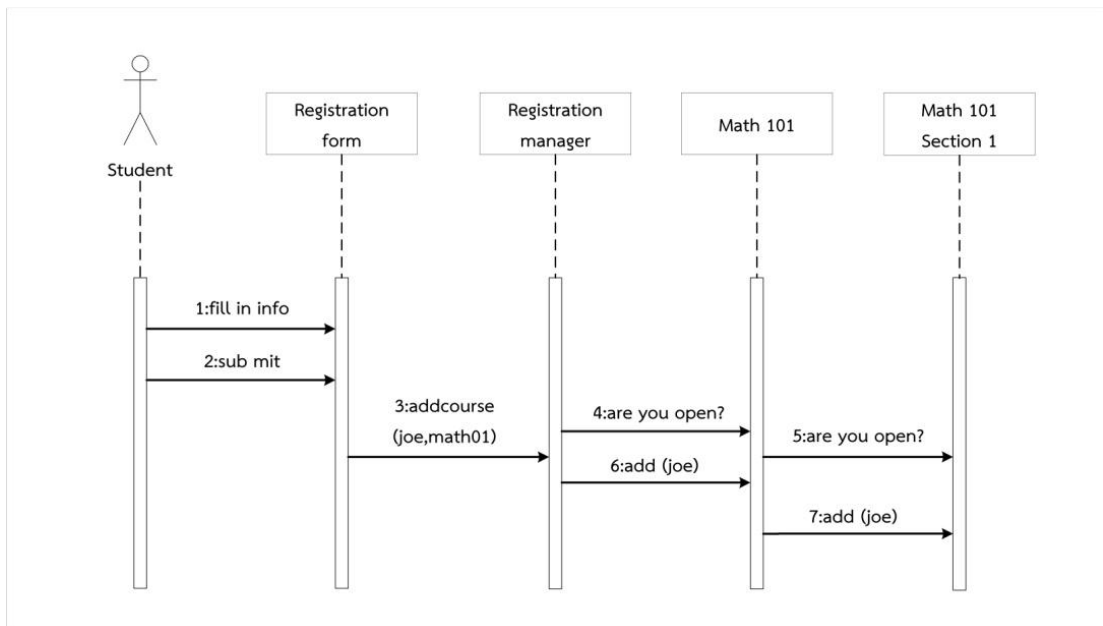 Student
Registration
form
Registration
manager
Math 101
Math 101
Section 1
1:fill in info
2:sub mit
3:addcourse
(joe,math01)
4:are you open?
5:are you open?
6:add (joe)
7:add (joe)